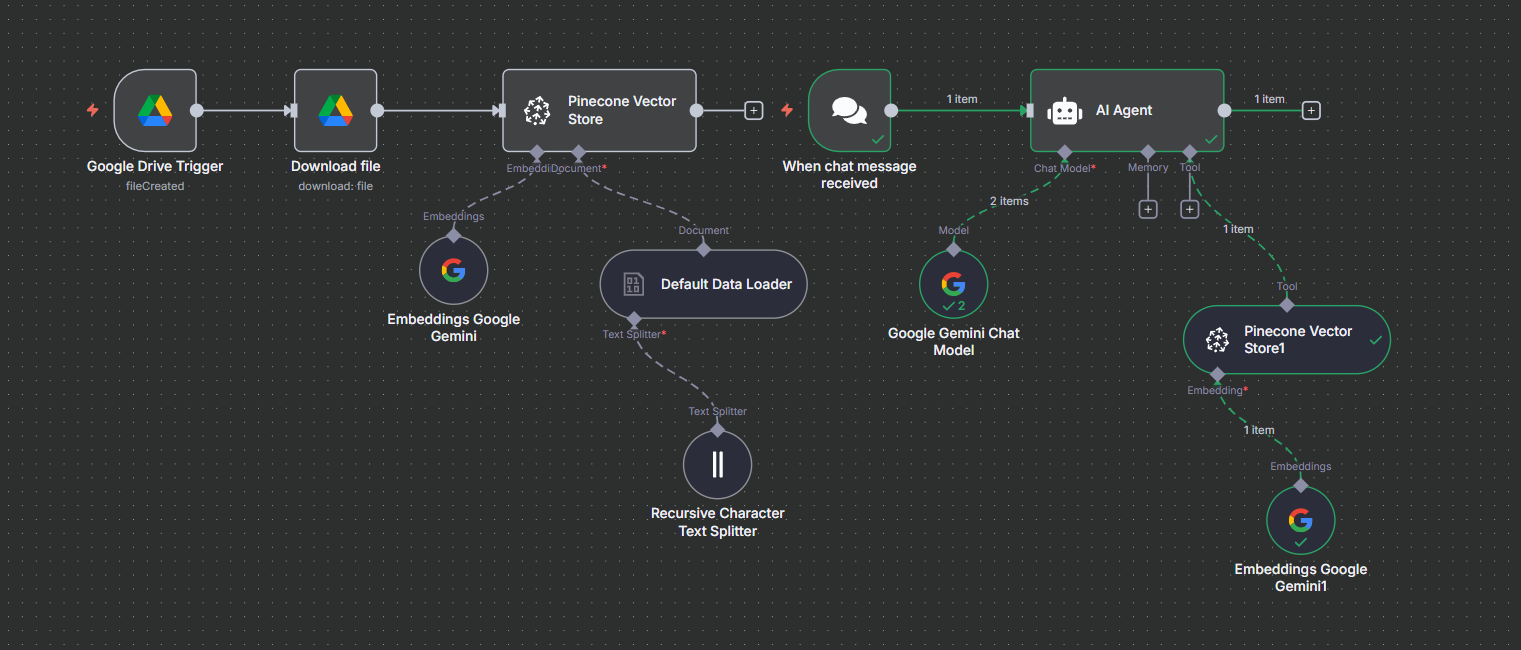 Google Drive Trigger
fileCreated
Download file
download: file
Pinecone Vector
Store
Embeddi
Document*
Embeddings
Embeddings Google
Gemini
Document
Default Data Loader
Text Splitter*
Text Splitter
Recursive Character
Text Splitter
When chat message
received
1 item
AI Agent
1 item
Chat Model*
Memory
Tool
2 items
Model
2
Google Gemini Chat
Model
1 item
Tool
Pinecone Vector
Store1
Embedding*
1 item
Embeddings
Embeddings Google
Gemini1